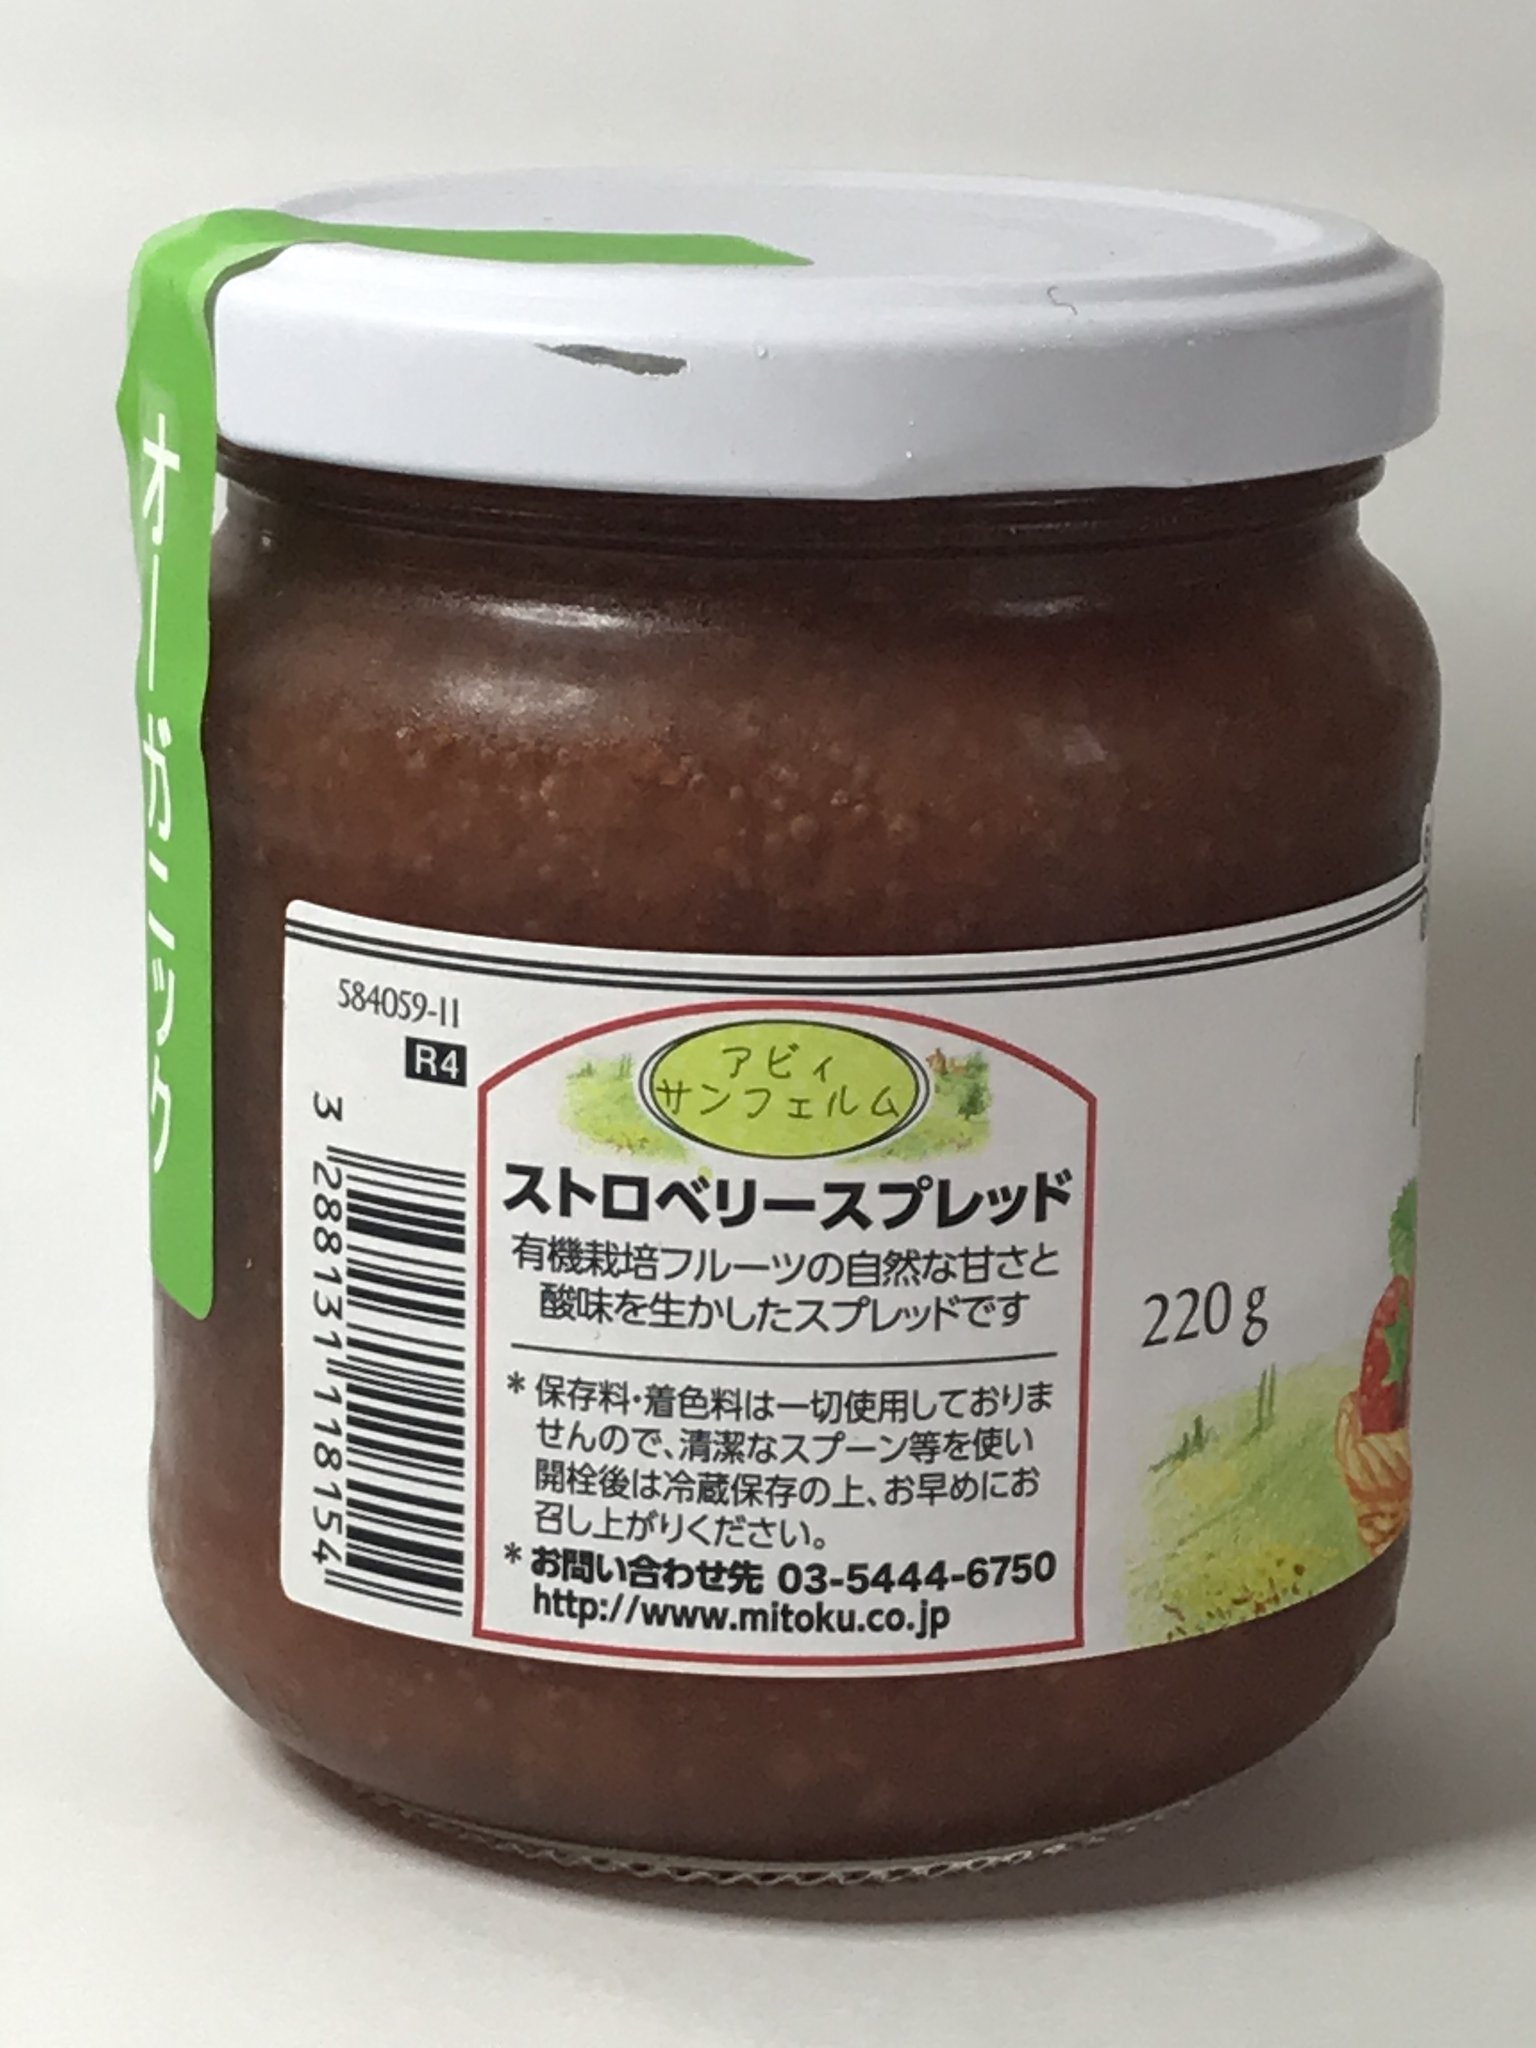 オーガニック
584059-11
R4
3 288131 118154
アビィ
サンフェルム
ストロベリースプレッド
有機栽培フルーツの自然な甘さと
酸味を生かしたスプレッドです
* 保存料・着色料は一切使用しておりま
せんので、清潔なスプーン等を使い
開栓後は冷蔵保存の上、お早めにお
召し上がりください。
* お問い合わせ先 03-5444-6750
http://www.mitoku.co.jp
220g